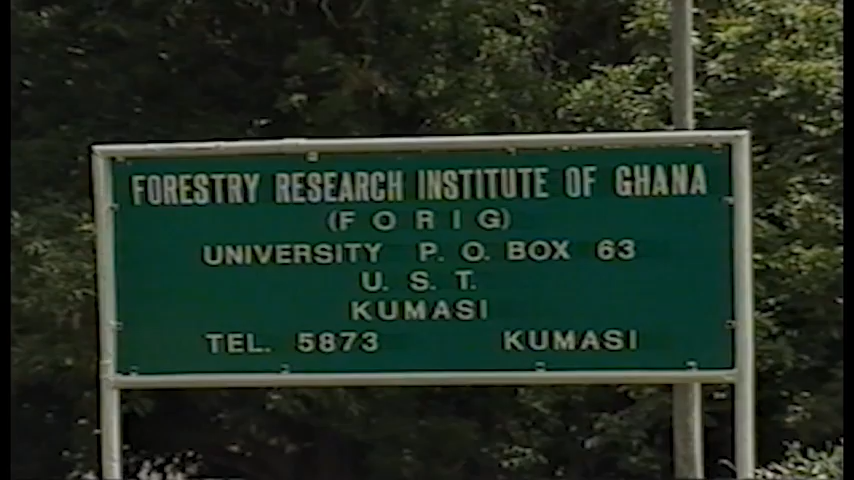 FORESTRY RESEARCH INSTITUTE OF GHANA
(F O R I G)
UNIVERSITY P. O. BOX 63
U. S. T.
KUMASI
TEL. 5873 KUMASI